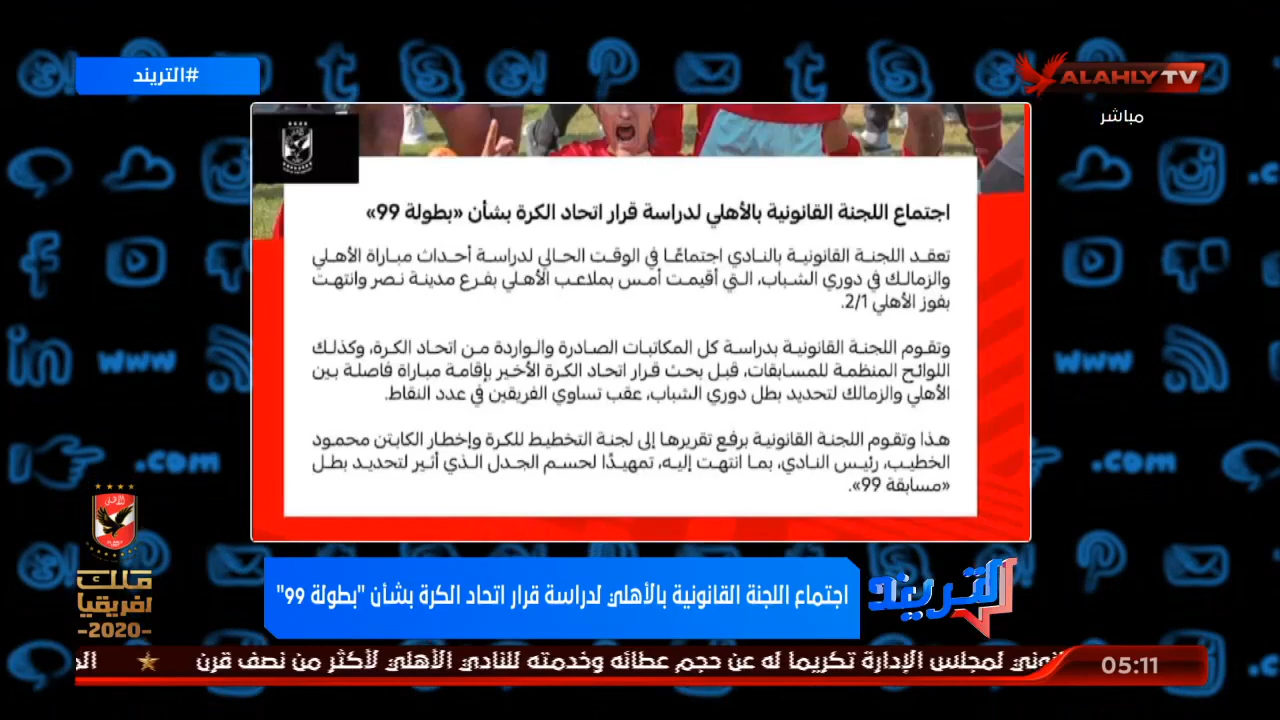 #التريند
ALAHLY TV
مباشر
اجتماع اللجنة القانونية بالأهلي لدراسة قرار اتحاد الكرة بشأن «بطولة 99»
تعقد اللجنة القانونية بالنادي اجتماعًا في الوقت الحالي لدراسة أحداث مباراة الأهلي
والزمالك في دوري الشباب، التي أقيمت أمس بملاعب الأهلي بفرع مدينة نصر وانتهت
بفوز الأهلي 2/1.
وتقوم اللجنة القانونية بدراسة كل المكاتبات الصادرة والواردة من اتحاد الكرة، وكذلك
اللوائح المنظمة للمسابقات، قبل بحث قرار اتحاد الكرة الأخير بإقامة مباراة فاصلة بين
الأهلي والزمالك لتحديد بطل دوري الشباب، عقب تساوي الفريقين في عدد النقاط.
هذا وتقوم اللجنة القانونية برفع تقريرها إلى لجنة التخطيط للكرة وإخطار الكابتن محمود
الخطيب، رئيس النادي، بما انتهت إليه، تمهيدًا لحسم الجدل الذي أثير لتحديد بطل
«مسابقة 99».
www
www
.com
.com
ملك
إفريقيا
-2020-
التريند
اجتماع اللجنة القانونية بالأهلي لدراسة قرار اتحاد الكرة بشأن "بطولة 99"
لمجلس الإدارة تكريما له عن حجم عطائه وخدمته للنادي الأهلي لأكثر من نصف قرن
05:11